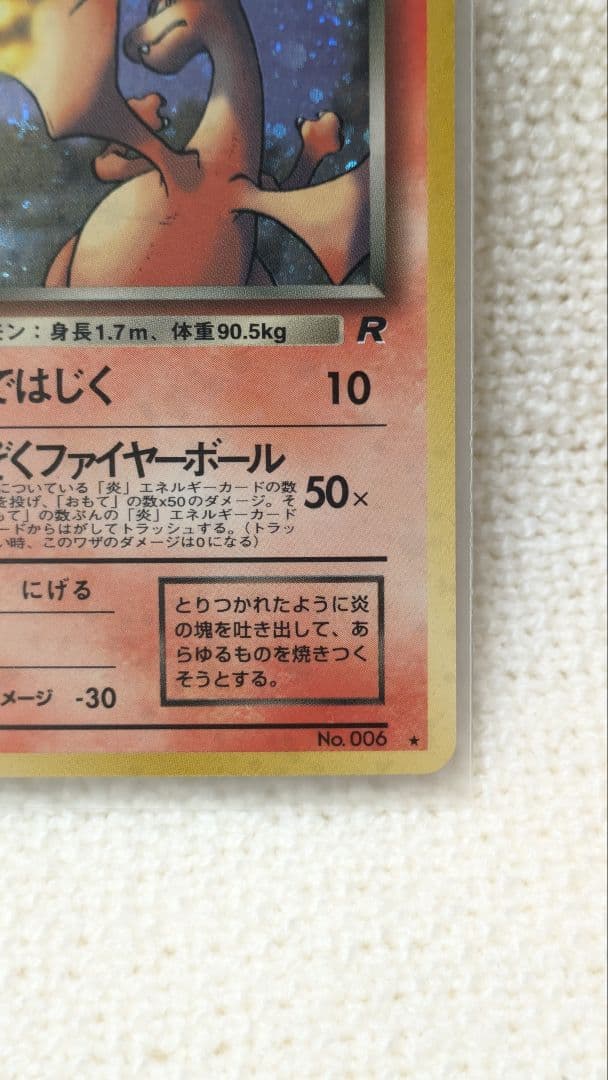 モン：身長1.7m、体重90.5kg R
ではじく 10
ぞくファイヤーボール 50×
についている「炎」エネルギーカードの数
を投げ、「おもて」の数x50のダメージ。そ
もて」の数ぶんの「炎」エネルギーカード
ードからはがしてトラッシュする。（トラッ
い時、このワザのダメージは0になる）
にげる
メージ -30
とりつかれたように炎
の塊を吐き出して、あ
らゆるものを焼きつく
そうとする。
No. 006 ★